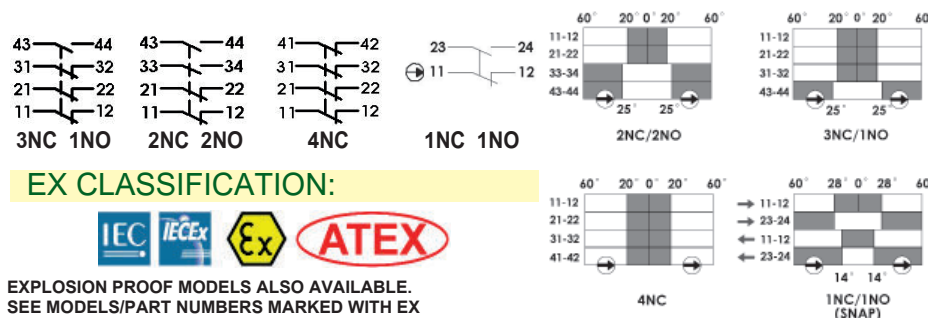 43 44
31 32
21 22
11 12
3NC 1NO
43 44
33 34
21 22
11 12
2NC 2NO
41 42
31 32
21 22
11 12
4NC
23 24
11 12
1NC 1NO
60° 20° 0° 20° 60°
11-12
21-22
33-34
43-44
25° 25°
2NC/2NO
60° 20° 0° 20° 60°
11-12
21-22
31-32
43-44
25° 25°
3NC/1NO
EX CLASSIFICATION:
IEC IECEx Ex ATEX
EXPLOSION PROOF MODELS ALSO AVAILABLE.
SEE MODELS/PART NUMBERS MARKED WITH EX
60° 20° 0° 20° 60°
11-12
21-22
31-32
41-42
4NC
60° 28° 0° 28° 60°
11-12
23-24
11-12
23-24
14° 14°
1NC/1NO
(SNAP)